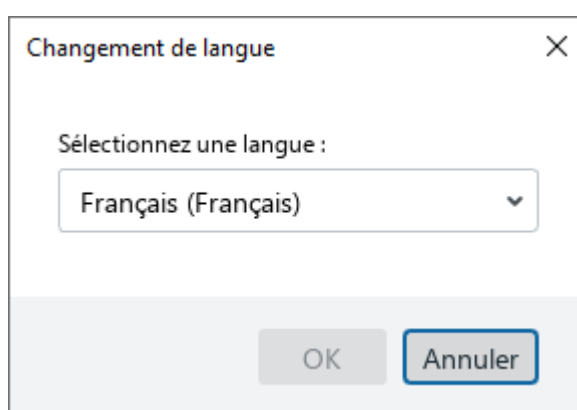 Changement de langue
Sélectionnez une langue :
Français (Français)
OK
Annuler